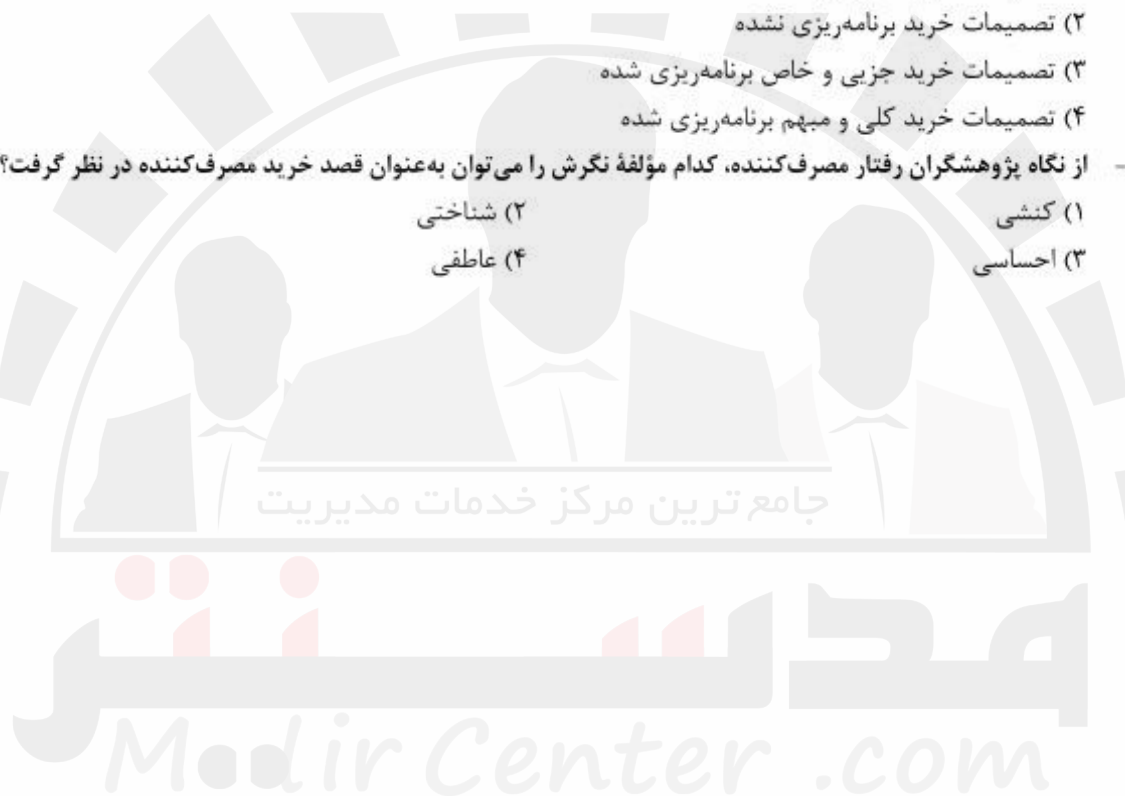 ۲) تصمیمات خرید برنامه‌ریزی نشده
۳) تصمیمات خرید جزیی و خاص برنامه‌ریزی شده
۴) تصمیمات خرید کلی و مبهم برنامه‌ریزی شده
- از نگاه پژوهشگران رفتار مصرف‌کننده، کدام مؤلفهٔ نگرش را می‌توان به‌عنوان قصد خرید مصرف‌کننده در نظر گرفت؟
۱) کنشی ۲) شناختی
۳) احساسی ۴) عاطفی
جامع ترین مرکز خدمات مدیریت
مدیر سنتر
Modir Center .com